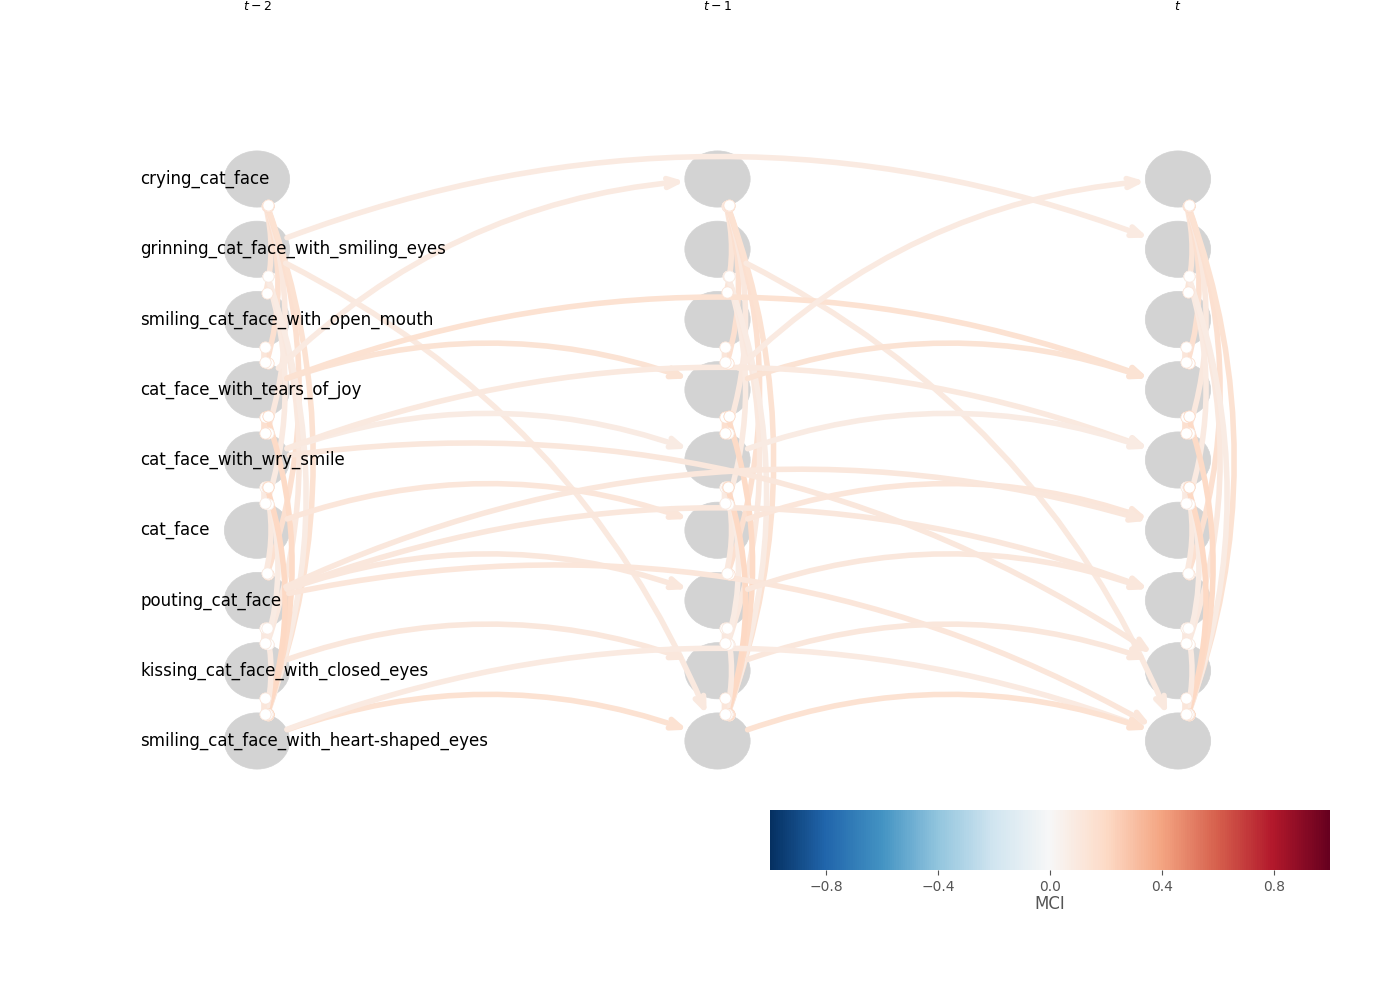 t − 2 t − 1 t
crying_cat_face
grinning_cat_face_with_smiling_eyes
smiling_cat_face_with_open_mouth
cat_face_with_tears_of_joy
cat_face_with_wry_smile
cat_face
pouting_cat_face
kissing_cat_face_with_closed_eyes
smiling_cat_face_with_heart-shaped_eyes
−0.8 −0.4 0.0 0.4 0.8
MCI